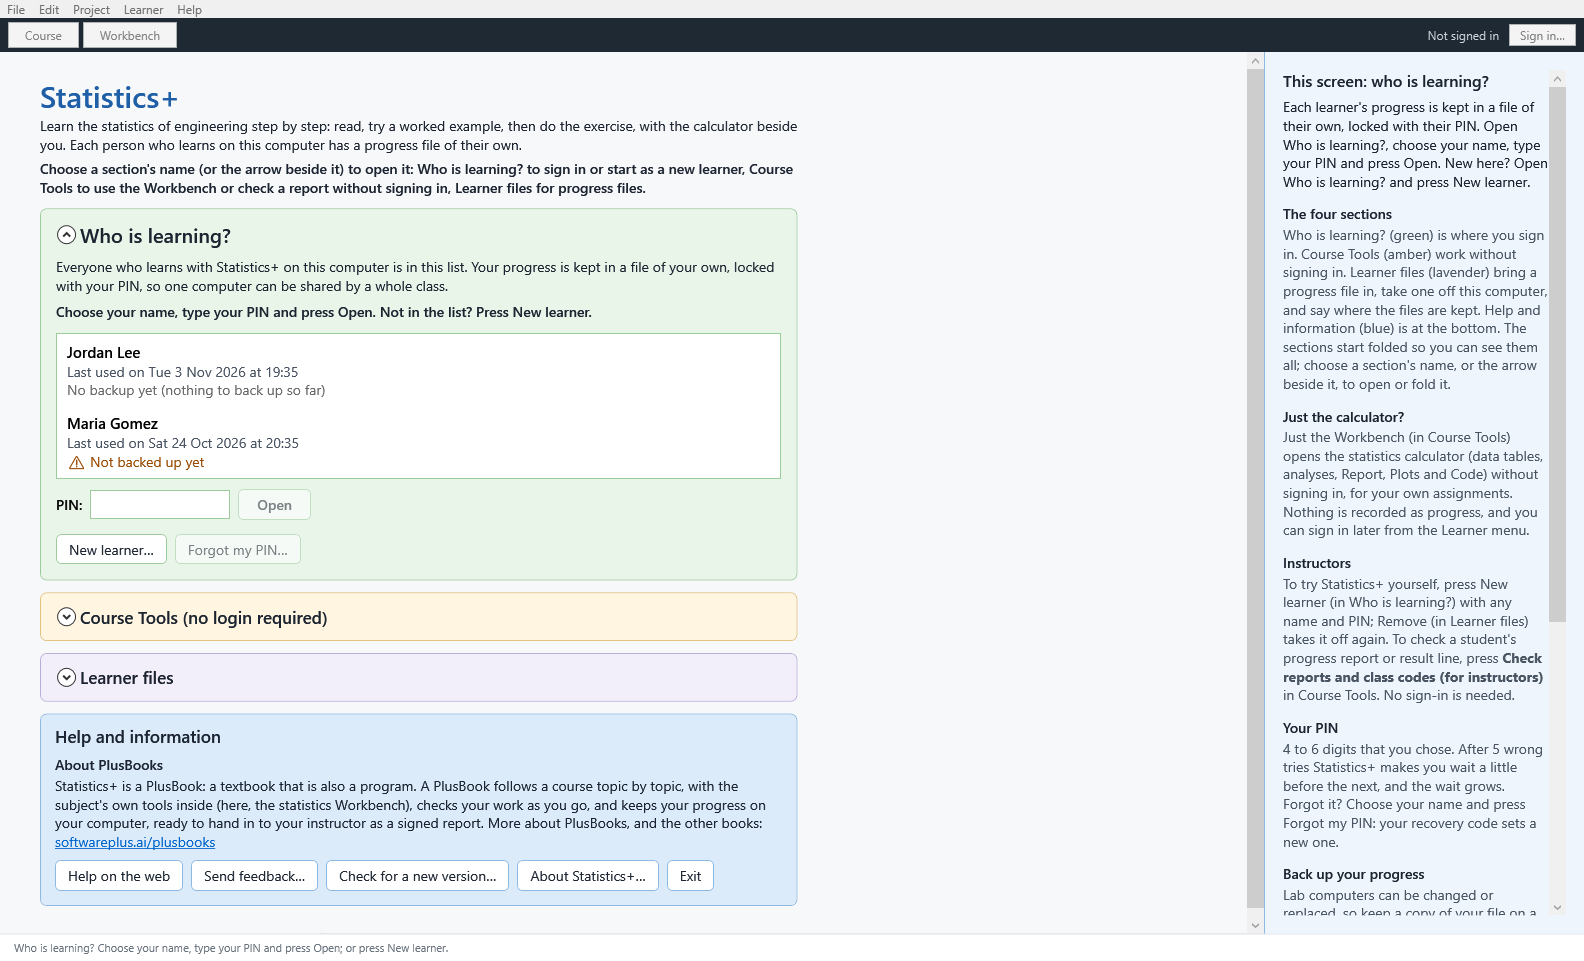 File Edit Project Learner Help
Course Workbench Not signed in Sign in...
Statistics+
Learn the statistics of engineering step by step: read, try a worked example, then do the exercise, with the calculator beside
you. Each person who learns on this computer has a progress file of their own.
Choose a section's name (or the arrow beside it) to open it: Who is learning? to sign in or start as a new learner, Course
Tools to use the Workbench or check a report without signing in, Learner files for progress files.
Who is learning?
Everyone who learns with Statistics+ on this computer is in this list. Your progress is kept in a file of your own, locked
with your PIN, so one computer can be shared by a whole class.
Choose your name, type your PIN and press Open. Not in the list? Press New learner.
Jordan Lee
Last used on Tue 3 Nov 2026 at 19:35
No backup yet (nothing to back up so far)
Maria Gomez
Last used on Sat 24 Oct 2026 at 20:35
Not backed up yet
PIN: Open
New learner... Forgot my PIN...
Course Tools (no login required)
Learner files
Help and information
About PlusBooks
Statistics+ is a PlusBook: a textbook that is also a program. A PlusBook follows a course topic by topic, with the
subject's own tools inside (here, the statistics Workbench), checks your work as you go, and keeps your progress on
your computer, ready to hand in to your instructor as a signed report. More about PlusBooks, and the other books:
softwareplus.ai/plusbooks
Help on the web Send feedback... Check for a new version... About Statistics+... Exit
This screen: who is learning?
Each learner's progress is kept in a file of
their own, locked with their PIN. Open
Who is learning?, choose your name, type
your PIN and press Open. New here? Open
Who is learning? and press New learner.
The four sections
Who is learning? (green) is where you sign
in. Course Tools (amber) work without
signing in. Learner files (lavender) bring a
progress file in, take one off this computer,
and say where the files are kept. Help and
information (blue) is at the bottom. The
sections start folded so you can see them
all; choose a section's name, or the arrow
beside it, to open or fold it.
Just the calculator?
Just the Workbench (in Course Tools)
opens the statistics calculator (data tables,
analyses, Report, Plots and Code) without
signing in, for your own assignments.
Nothing is recorded as progress, and you
can sign in later from the Learner menu.
Instructors
To try Statistics+ yourself, press New
learner (in Who is learning?) with any
name and PIN; Remove (in Learner files)
takes it off again. To check a student's
progress report or result line, press Check
reports and class codes (for instructors)
in Course Tools. No sign-in is needed.
Your PIN
4 to 6 digits that you chose. After 5 wrong
tries Statistics+ makes you wait a little
before the next, and the wait grows.
Forgot it? Choose your name and press
Forgot my PIN: your recovery code sets a
new one.
Back up your progress
Lab computers can be changed or
replaced, so keep a copy of your file on a
Who is learning? Choose your name, type your PIN and press Open; or press New learner.